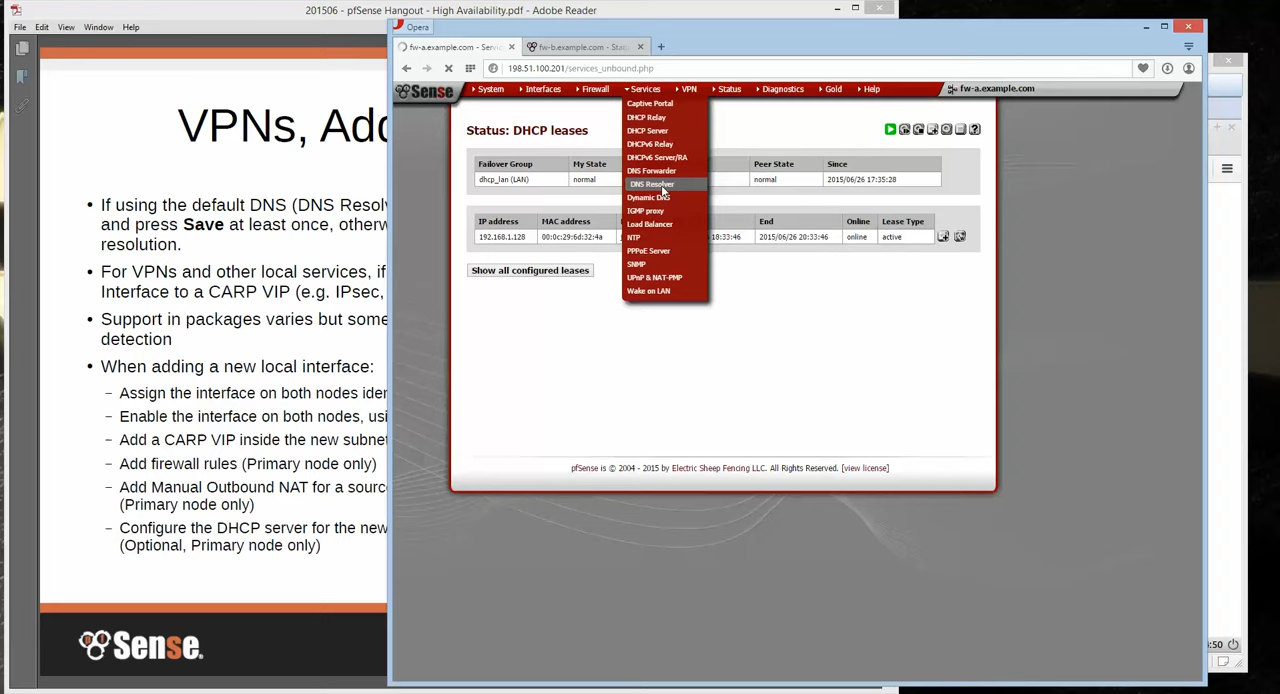 201506 - pfSense Hangout - High Availability.pdf - Adobe Reader
File Edit View Window Help
VPNs, Add
If using the default DNS (DNS Resolv
and press Save at least once, otherw
resolution.
For VPNs and other local services, if
Interface to a CARP VIP (e.g. IPsec,
Support in packages varies but some
detection
When adding a new local interface:
Assign the interface on both nodes iden
Enable the interface on both nodes, usi
Add a CARP VIP inside the new subnet
Add firewall rules (Primary node only)
Add Manual Outbound NAT for a source
(Primary node only)
Configure the DHCP server for the new
(Optional, Primary node only)
Sense
Opera
fw-a.example.com - Servic
fw-b.example.com - Statu
198.51.100.201/services_unbound.php
Sense System Interfaces Firewall Services VPN Status Diagnostics Gold Help fw-a.example.com
Captive Portal
DHCP Relay
DHCP Server
DHCPv6 Relay
DHCPv6 Server/RA
DNS Forwarder
DNS Resolver
Dynamic DNS
IGMP proxy
Load Balancer
NTP
PPPoE Server
SNMP
UPnP & NAT-PMP
Wake on LAN
Status: DHCP leases
Failover Group My State Peer State Since
dhcp_lan (LAN) normal normal 2015/06/26 17:35:28
IP address MAC address End Online Lease Type
192.168.1.128 00:0c:29:6d:32:4a 18:33:46 2015/06/26 20:33:46 online active
Show all configured leases
pfSense is © 2004 - 2015 by Electric Sheep Fencing LLC. All Rights Reserved. [view license]
:50